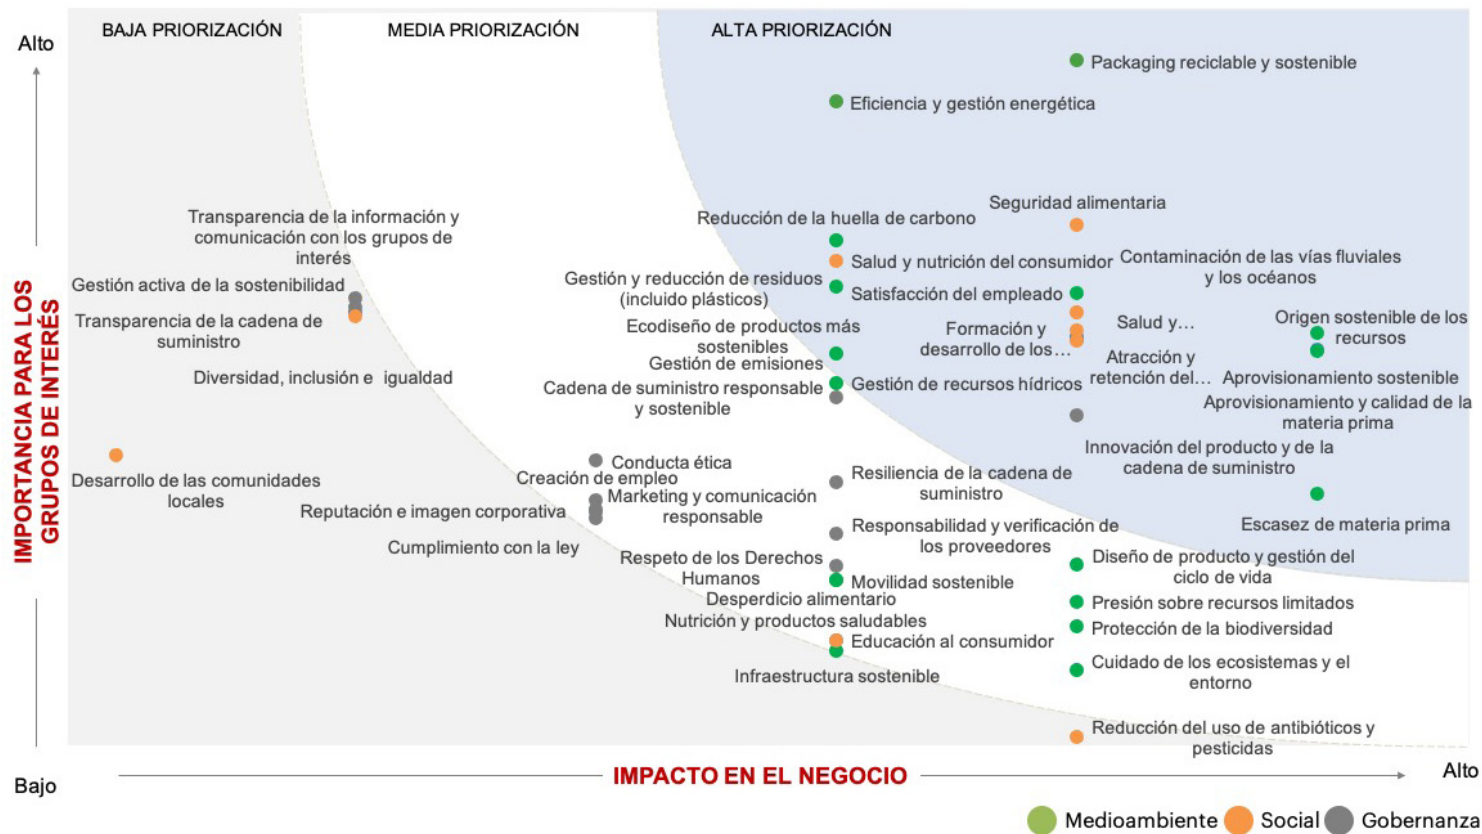 BAJA PRIORIZACIÓN
MEDIA PRIORIZACIÓN
ALTA PRIORIZACIÓN
Alto
Packaging reciclable y sostenible
Eficiencia y gestión energética
Seguridad alimentaria
Transparencia de la información y
comunicación con los grupos de
interés
Reducción de la huella de carbono
Salud y nutrición del consumidor
Contaminación de las vías fluviales
y los océanos
Gestión activa de la sostenibilidad
Gestión y reducción de residuos
(incluido plásticos)
Satisfacción del empleado
Transparencia de la cadena de
suministro
Ecodiseño de productos más
sostenibles
Formación y
desarrollo de los...
Salud y...
Origen sostenible de los
recursos
Gestión de emisiones
Atracción y
retención del...
Diversidad, inclusión e igualdad
Cadena de suministro responsable
y sostenible
Gestión de recursos hídricos
Aprovisionamiento sostenible
Aprovisionamiento y calidad de la
materia prima
Innovación del producto y de la
cadena de suministro
IMPORTANCIA PARA LOS
GRUPOS DE INTERÉS
Desarrollo de las comunidades
locales
Conducta ética
Creación de empleo
Marketing y comunicación
responsable
Reputación e imagen corporativa
Cumplimiento con la ley
Resiliencia de la cadena de
suministro
Responsabilidad y verificación de
los proveedores
Escasez de materia prima
Respeto de los Derechos
Humanos
Movilidad sostenible
Diseño de producto y gestión del
ciclo de vida
Desperdicio alimentario
Presión sobre recursos limitados
Nutrición y productos saludables
Protección de la biodiversidad
Educación al consumidor
Infraestructura sostenible
Cuidado de los ecosistemas y el
entorno
Reducción del uso de antibióticos y
pesticidas
Bajo
IMPACTO EN EL NEGOCIO
Alto
Medioambiente
Social
Gobernanza